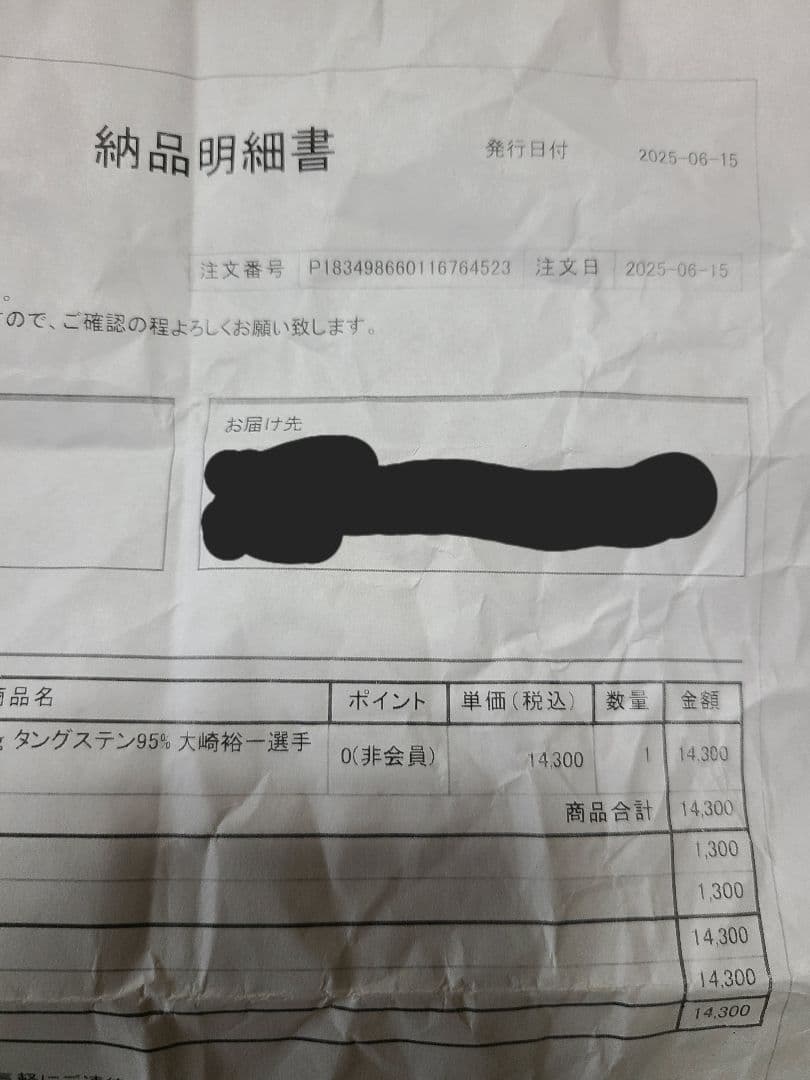 納品明細書
発行日付 2025-06-15
注文番号 P183498660116764523 注文日 2025-06-15
。
ので、ご確認の程よろしくお願い致します。
お届け先
商品名 ポイント 単価(税込) 数量 金額
g タングステン95% 大崎裕一選手 0(非会員) 14,300 1 14,300
商品合計 14,300
1,300
1,300
14,300
14,300
14,300